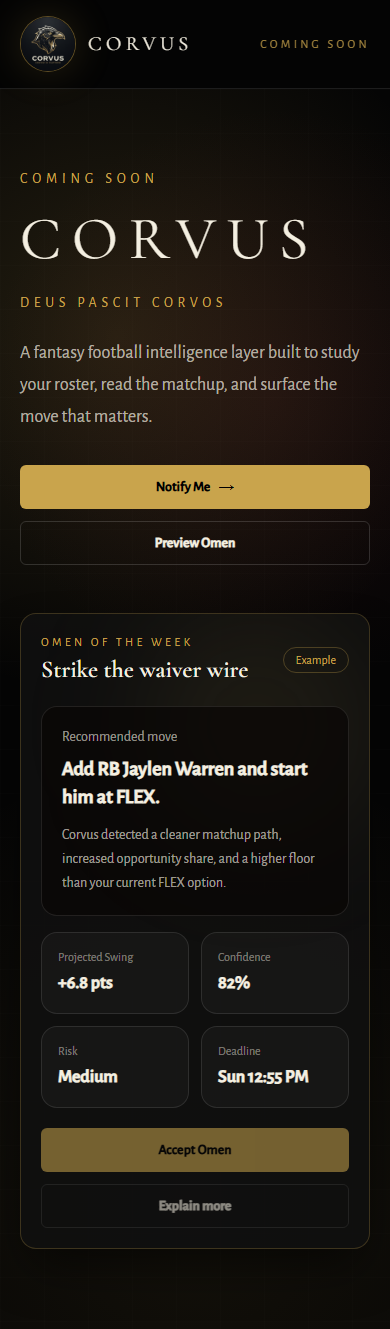 CORVUS
CORVUS
COMING SOON
COMING SOON
CORVUS
DEUS PASCIT CORVOS
A fantasy football intelligence layer built to study
your roster, read the matchup, and surface the
move that matters.
Notify Me →
Preview Omen
OMEN OF THE WEEK
Strike the waiver wire
Example
Recommended move
Add RB Jaylen Warren and start
him at FLEX.
Corvus detected a cleaner matchup path,
increased opportunity share, and a higher floor
than your current FLEX option.
Projected Swing
+6.8 pts
Confidence
82%
Risk
Medium
Deadline
Sun 12:55 PM
Accept Omen
Explain more